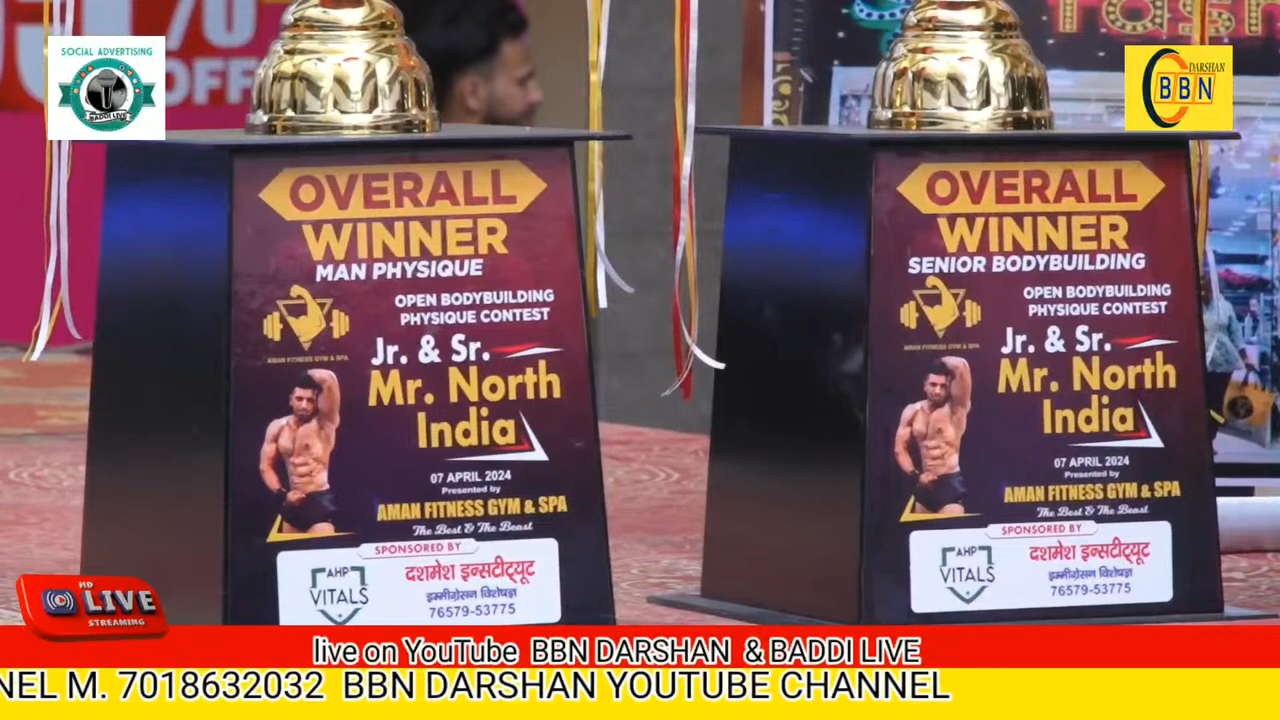 SOCIAL ADVERTISING
BADDI LIVE
%
OFF
DARSHAN
BBN
OVERALL
WINNER
MAN PHYSIQUE
OPEN BODYBUILDING
PHYSIQUE CONTEST
AMAN FITNESS GYM & SPA
Jr. & Sr.
Mr. North
India
07 APRIL 2024
Presented by
AMAN FITNESS GYM & SPA
The Best & The Beast
SPONSORED BY
AHP
VITALS
दशमेश इन्सटीट्यूट
इम्मीग्रेसन विशेषज्ञ
76579-53775
OVERALL
WINNER
SENIOR BODYBUILDING
OPEN BODYBUILDING
PHYSIQUE CONTEST
AMAN FITNESS GYM & SPA
Jr. & Sr.
Mr. North
India
07 APRIL 2024
Presented by
AMAN FITNESS GYM & SPA
The Best & The Beast
SPONSORED BY
AHP
VITALS
दशमेश इन्सटीट्यूट
इम्मीग्रेसन विशेषज्ञ
76579-53775
HD
LIVE
STREAMING
live on YouTube BBN DARSHAN & BADDI LIVE
NEL M. 7018632032 BBN DARSHAN YOUTUBE CHANNEL